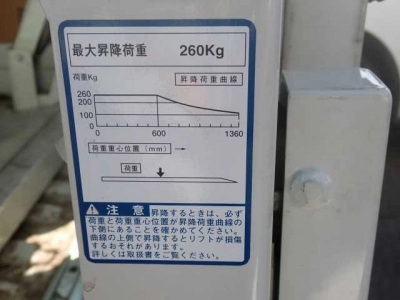 最大昇降荷重 260Kg
荷重Kg 昇降荷重曲線
260
200
100
0
0 600 1360
荷重重心位置(mm) →
荷重
注意 昇降するときは、必ず
荷重と荷重重心位置が昇降荷重曲線の
下側にあることを確かめてください。
曲線の上側で昇降するとリフトが損傷
するおそれがあります。
詳しくは取扱書をご覧ください。